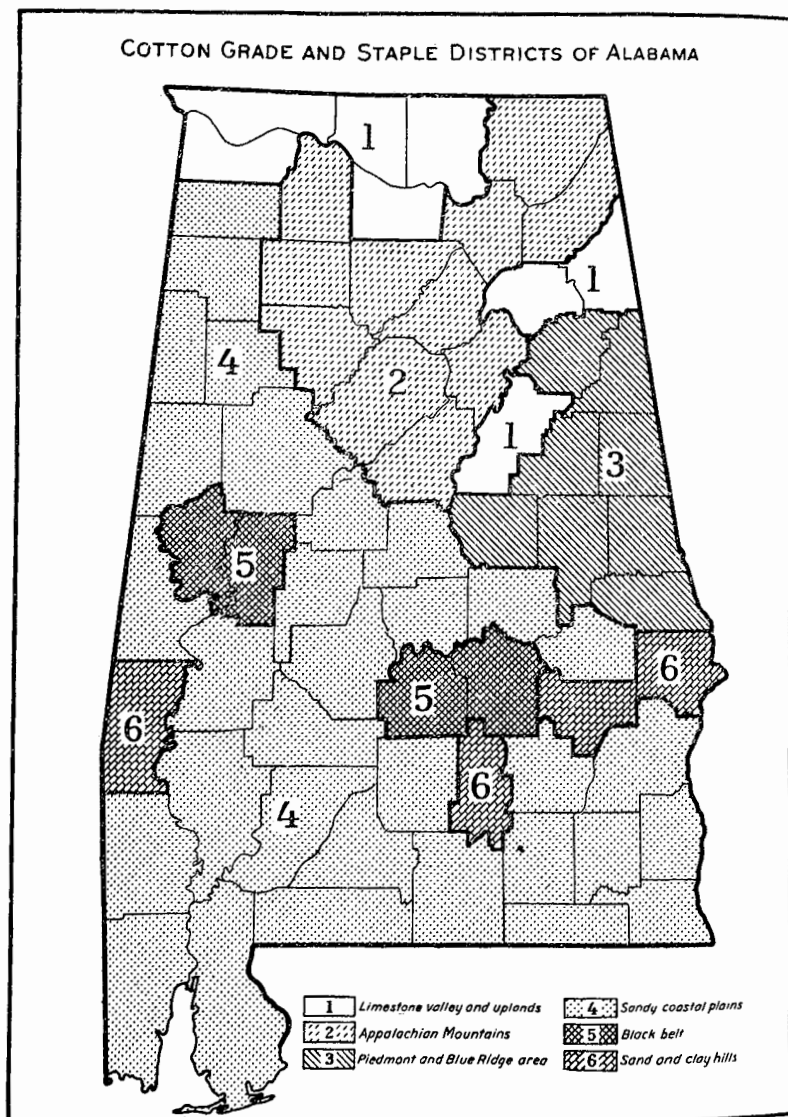 COTTON GRADE AND STAPLE DISTRICTS OF ALABAMA
1
1
4
2
1
3
5
6
5
6
6
4
1 Limestone valley and uplands
2 Appalachian Mountains
3 Piedmont and Blue Ridge area
4 Sandy coastal plains
5 Black belt
6 Sand and clay hills